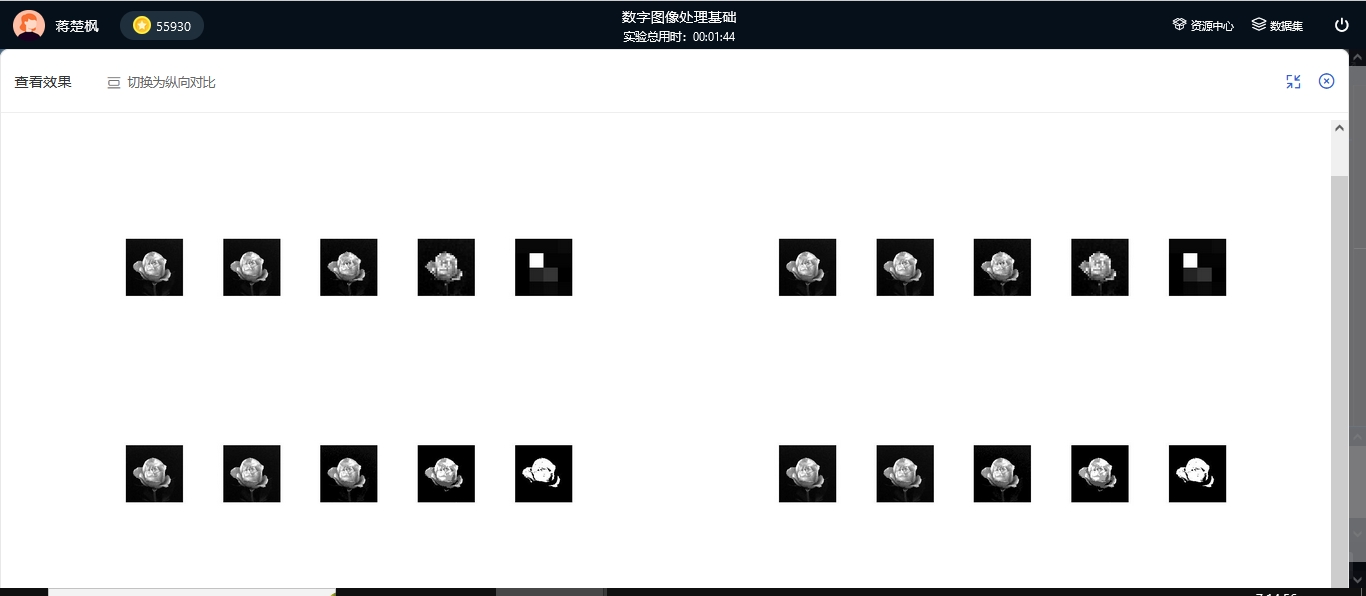 蒋楚枫
55930
数字图像处理基础
实验总用时：00:01:44
资源中心
数据集
查看效果
切换为纵向对比